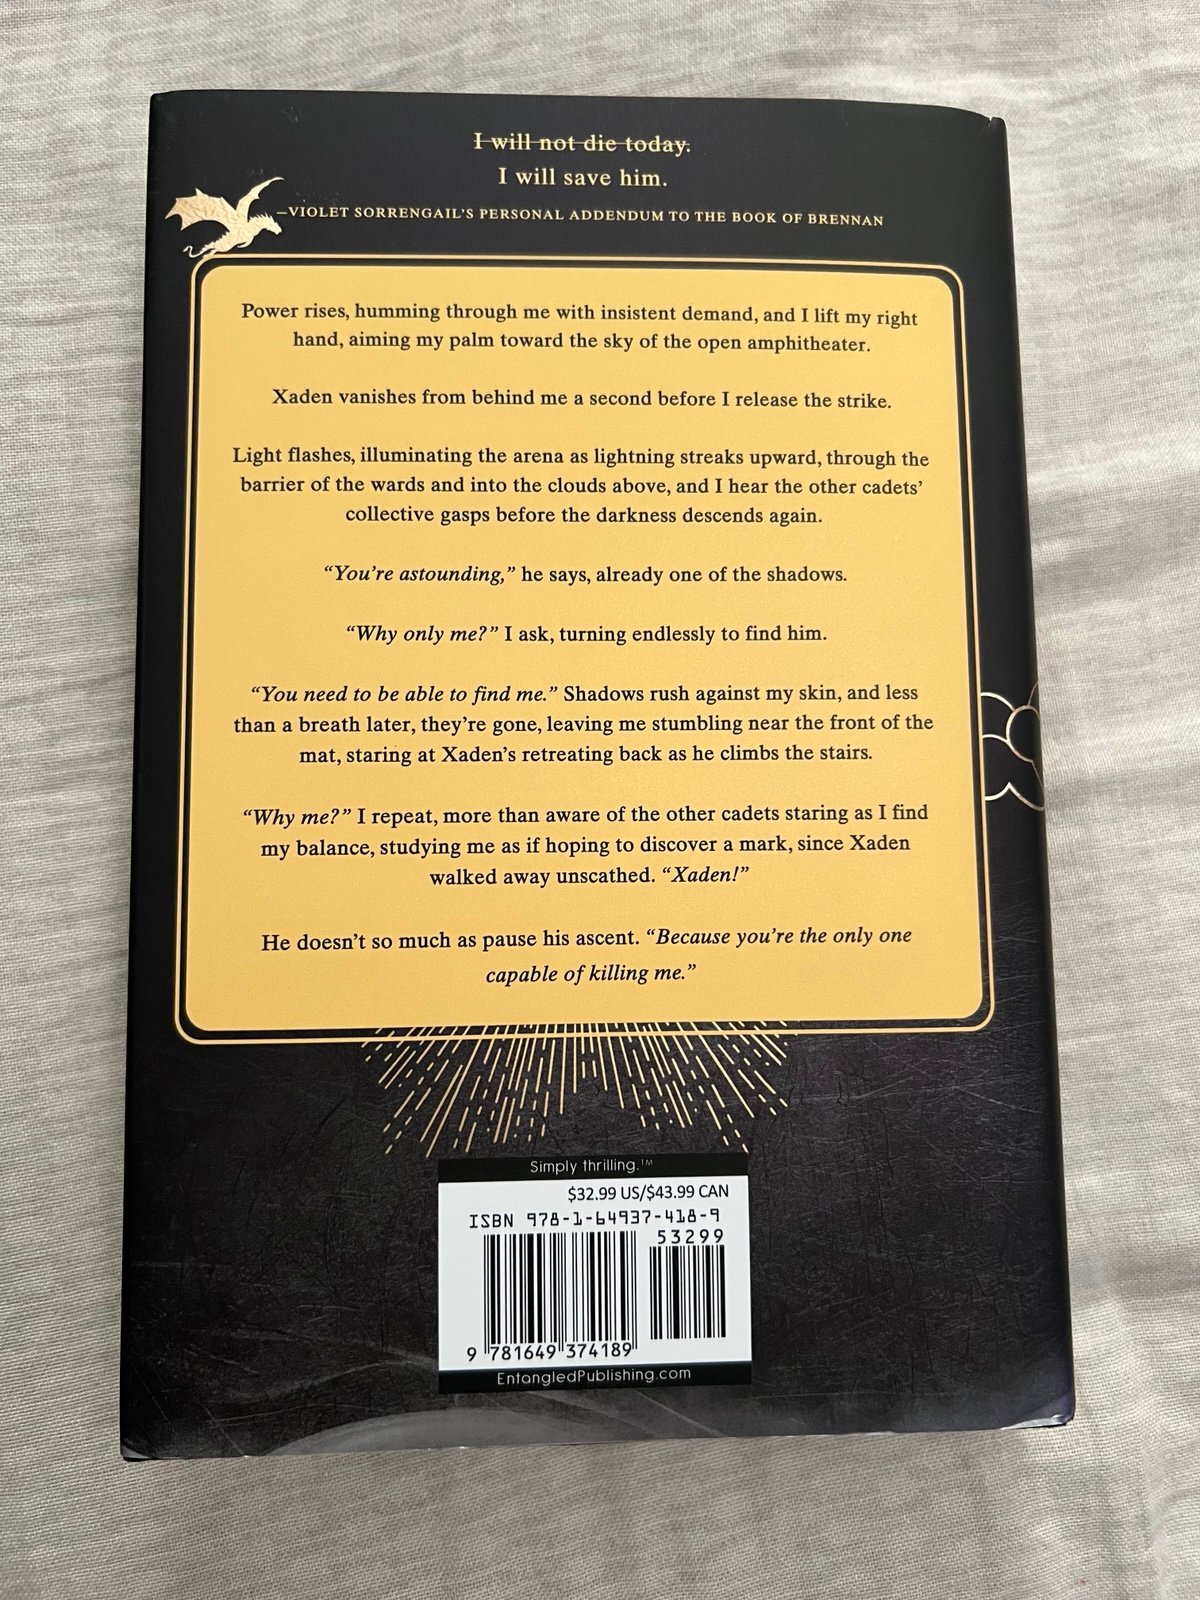 I will not die today.
I will save him.
—VIOLET SORRENGAIL'S PERSONAL ADDENDUM TO THE BOOK OF BRENNAN
Power rises, humming through me with insistent demand, and I lift my right
hand, aiming my palm toward the sky of the open amphitheater.
Xaden vanishes from behind me a second before I release the strike.
Light flashes, illuminating the arena as lightning streaks upward, through the
barrier of the wards and into the clouds above, and I hear the other cadets’
collective gasps before the darkness descends again.
“You’re astounding,” he says, already one of the shadows.
“Why only me?” I ask, turning endlessly to find him.
“You need to be able to find me.” Shadows rush against my skin, and less
than a breath later, they’re gone, leaving me stumbling near the front of the
mat, staring at Xaden’s retreating back as he climbs the stairs.
“Why me?” I repeat, more than aware of the other cadets staring as I find
my balance, studying me as if hoping to discover a mark, since Xaden
walked away unscathed. “Xaden!”
He doesn’t so much as pause his ascent. “Because you’re the only one
capable of killing me.”
Simply thrilling.™
$32.99 US/$43.99 CAN
ISBN 978-1-64937-418-9
53299
9 781649 374189
EntangledPublishing.com